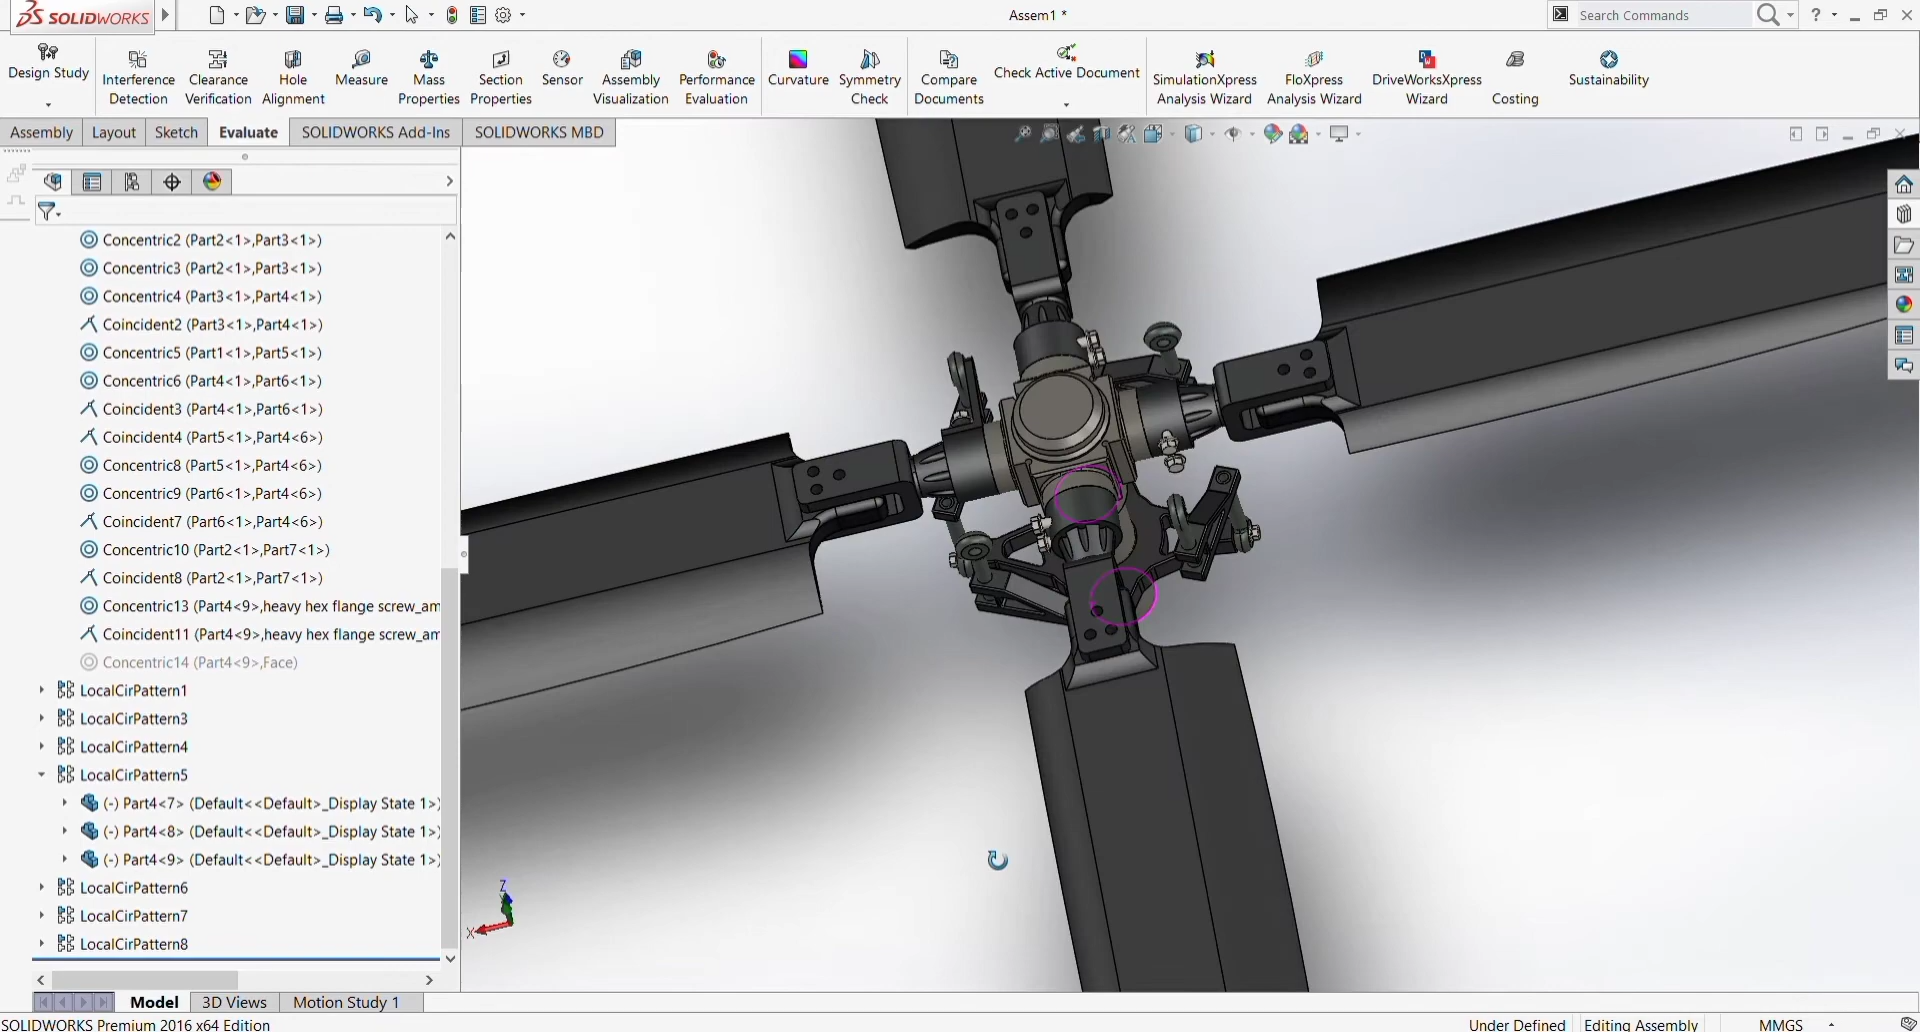 SOLIDWORKS
Assem1 *
Search Commands
?
Design Study
Interference Detection
Clearance Verification
Hole Alignment
Measure
Mass Properties
Section Properties
Sensor
Assembly Visualization
Performance Evaluation
Curvature
Symmetry Check
Compare Documents
Check Active Document
SimulationXpress Analysis Wizard
FloXpress Analysis Wizard
DriveWorksXpress Wizard
Costing
Sustainability
Assembly
Layout
Sketch
Evaluate
SOLIDWORKS Add-Ins
SOLIDWORKS MBD
Concentric2 (Part2<1>,Part3<1>)
Concentric3 (Part2<1>,Part3<1>)
Concentric4 (Part3<1>,Part4<1>)
Coincident2 (Part3<1>,Part4<1>)
Concentric5 (Part1<1>,Part5<1>)
Concentric6 (Part4<1>,Part6<1>)
Coincident3 (Part4<1>,Part6<1>)
Coincident4 (Part5<1>,Part4<6>)
Concentric8 (Part5<1>,Part4<6>)
Concentric9 (Part6<1>,Part4<6>)
Coincident7 (Part6<1>,Part4<6>)
Concentric10 (Part2<1>,Part7<1>)
Coincident8 (Part2<1>,Part7<1>)
Concentric13 (Part4<9>,heavy hex flange screw_am
Coincident11 (Part4<9>,heavy hex flange screw_am
Concentric14 (Part4<9>,Face)
LocalCirPattern1
LocalCirPattern3
LocalCirPattern4
LocalCirPattern5
(-) Part4<7> (Default<<Default>_Display State 1>)
(-) Part4<8> (Default<<Default>_Display State 1>)
(-) Part4<9> (Default<<Default>_Display State 1>)
LocalCirPattern6
LocalCirPattern7
LocalCirPattern8
Z
X
Model
3D Views
Motion Study 1
SOLIDWORKS Premium 2016 x64 Edition
Under Defined
Editing Assembly
MMGS